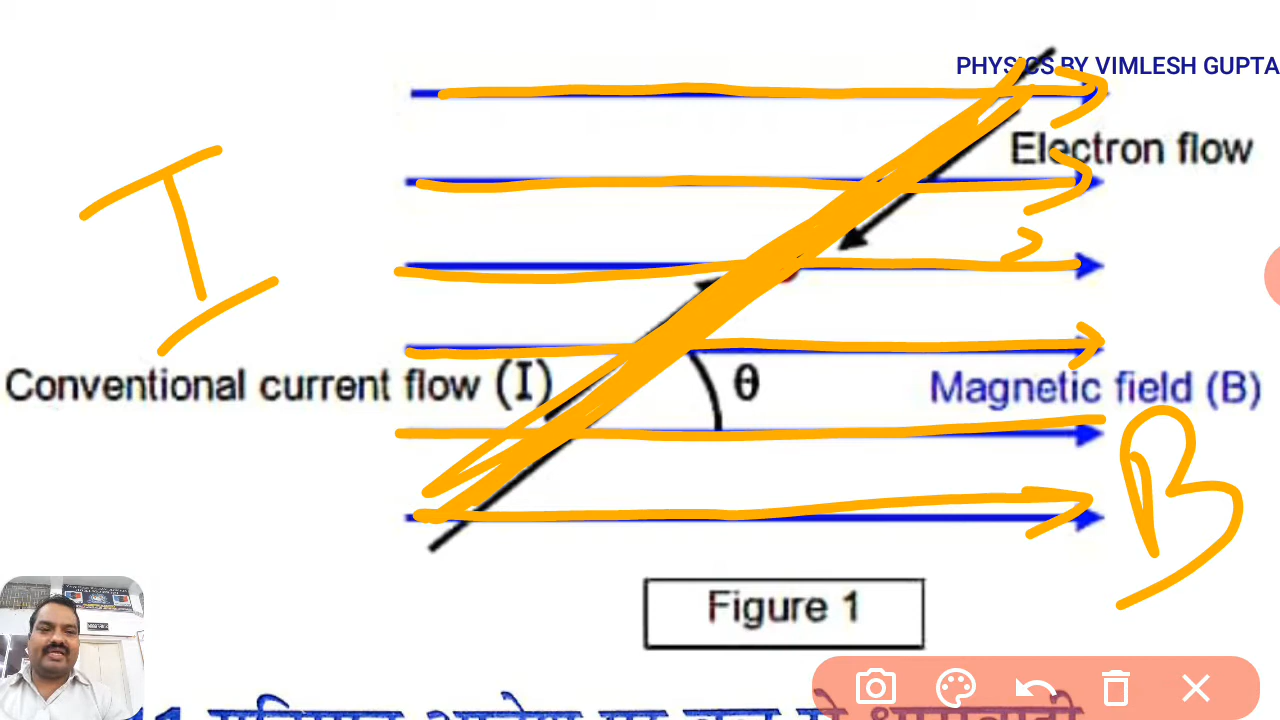 PHYSICS BY VIMLESH GUPTA
Electron flow
I
Conventional current flow (I)
θ
Magnetic field (B)
B
Figure 1